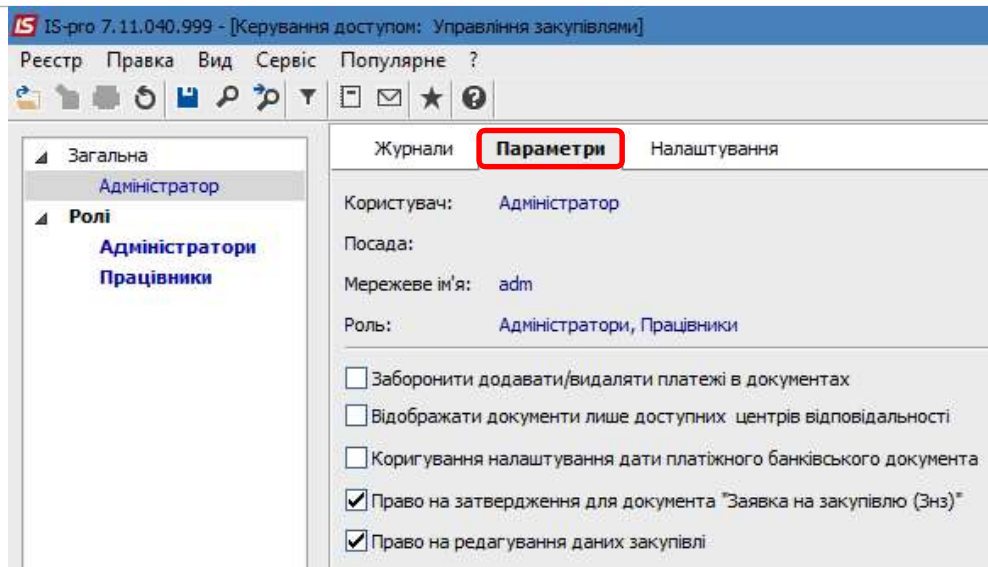 IS-pro 7.11.040.999 - [Керування доступом: Управління закупівлями]
Реєстр Правка Вид Сервіс Популярне ?
Загальна
Адміністратор
Ролі
Адміністратори
Працівники
Журнали Параметри Налаштування
Користувач: Адміністратор
Посада:
Мережеве ім'я: adm
Роль: Адміністратори, Працівники
Заборонити додавати/видаляти платежі в документах
Відображати документи лише доступних центрів відповідальності
Коригування налаштування дати платіжного банківського документа
Право на затвердження для документа "Заявка на закупівлю (Знз)"
Право на редагування даних закупівлі